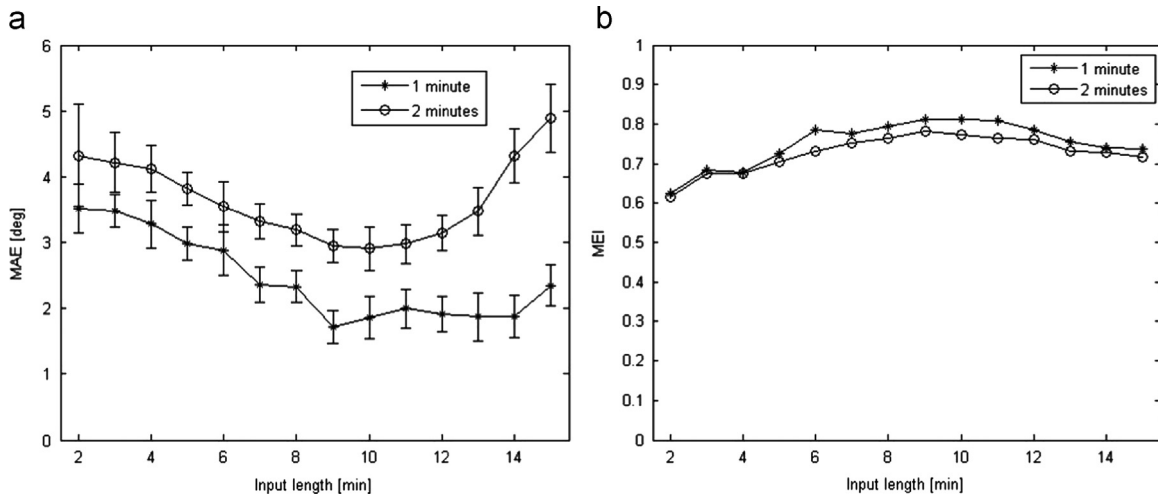 a
6
5
4
3
2
1
0
MAE [deg]
1 minute
2 minutes
2 4 6 8 10 12 14
Input length [min]
b
1
0.9
0.8
0.7
0.6
0.5
0.4
0.3
0.2
0.1
0
MEI
1 minute
2 minutes
2 4 6 8 10 12 14
Input length [min]